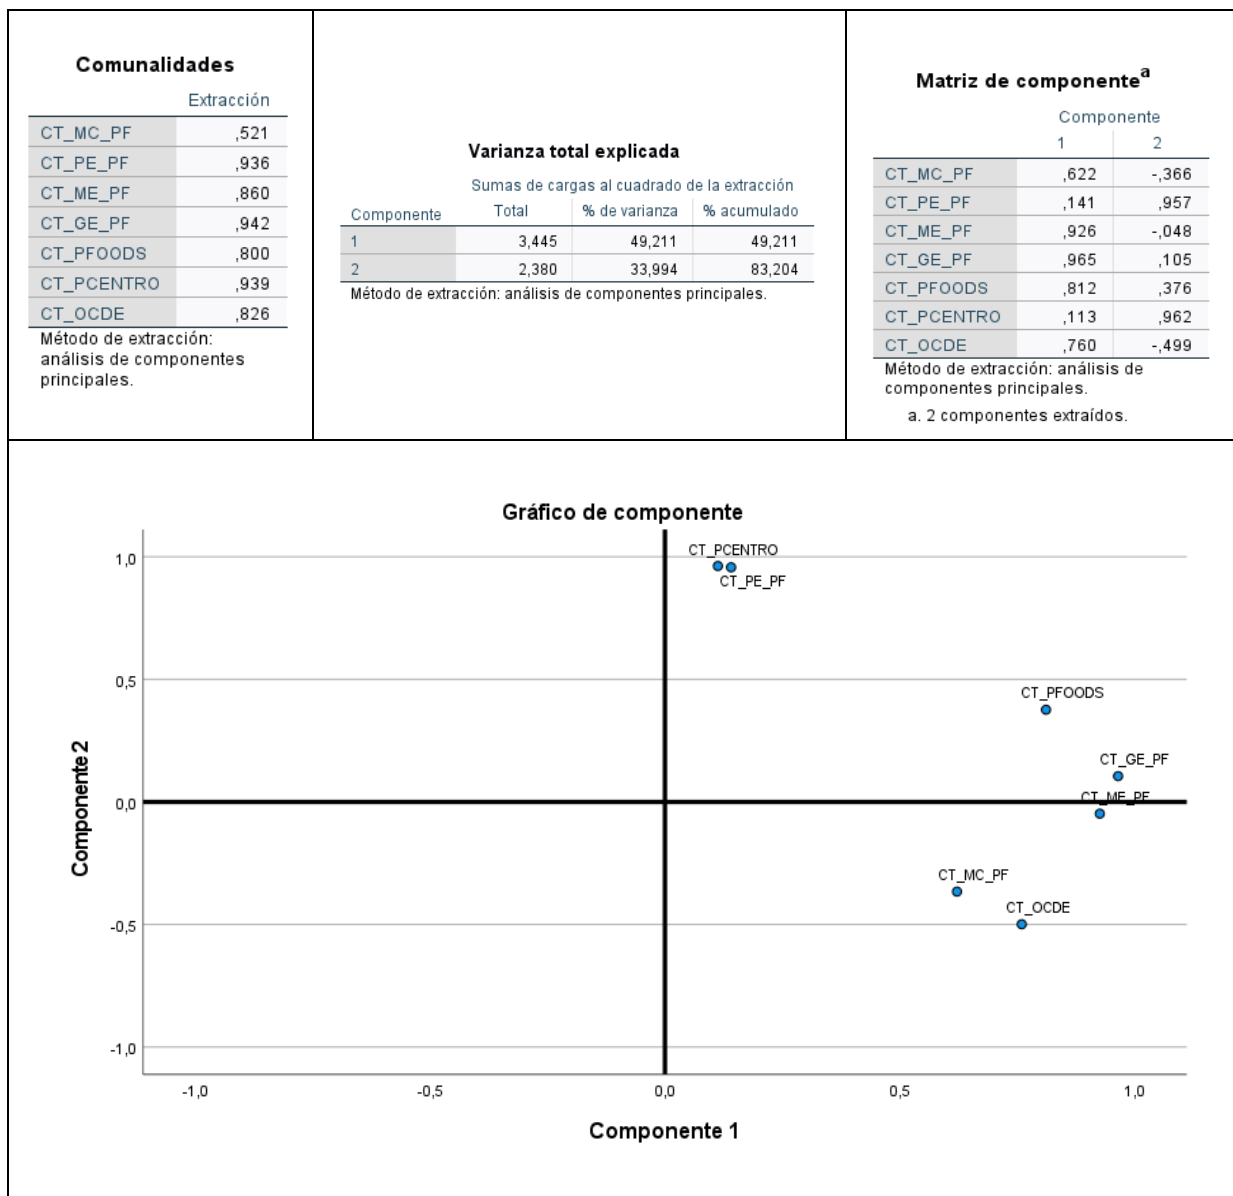 Comunalidades
Extracción
CT_MC_PF ,521
CT_PE_PF ,936
CT_ME_PF ,860
CT_GE_PF ,942
CT_PFOODS ,800
CT_PCENTRO ,939
CT_OCDE ,826
Método de extracción:
análisis de componentes
principales.
Varianza total explicada
Sumas de cargas al cuadrado de la extracción
Componente Total % de varianza % acumulado
1 3,445 49,211 49,211
2 2,380 33,994 83,204
Método de extracción: análisis de componentes principales.
Matriz de componenteª
Componente
1 2
CT_MC_PF ,622 -,366
CT_PE_PF ,141 ,957
CT_ME_PF ,926 -,048
CT_GE_PF ,965 ,105
CT_PFOODS ,812 ,376
CT_PCENTRO ,113 ,962
CT_OCDE ,760 -,499
Método de extracción: análisis de
componentes principales.
a. 2 componentes extraídos.
Gráfico de componente
CT_PCENTRO
1,0
CT_PE_PF
0,5
CT_PFOODS
CT_GE_PF
CT_ME_PF
0,0
Componente 2
CT_MC_PF
CT_OCDE
-0,5
-1,0
-1,0 -0,5 0,0 0,5 1,0
Componente 1